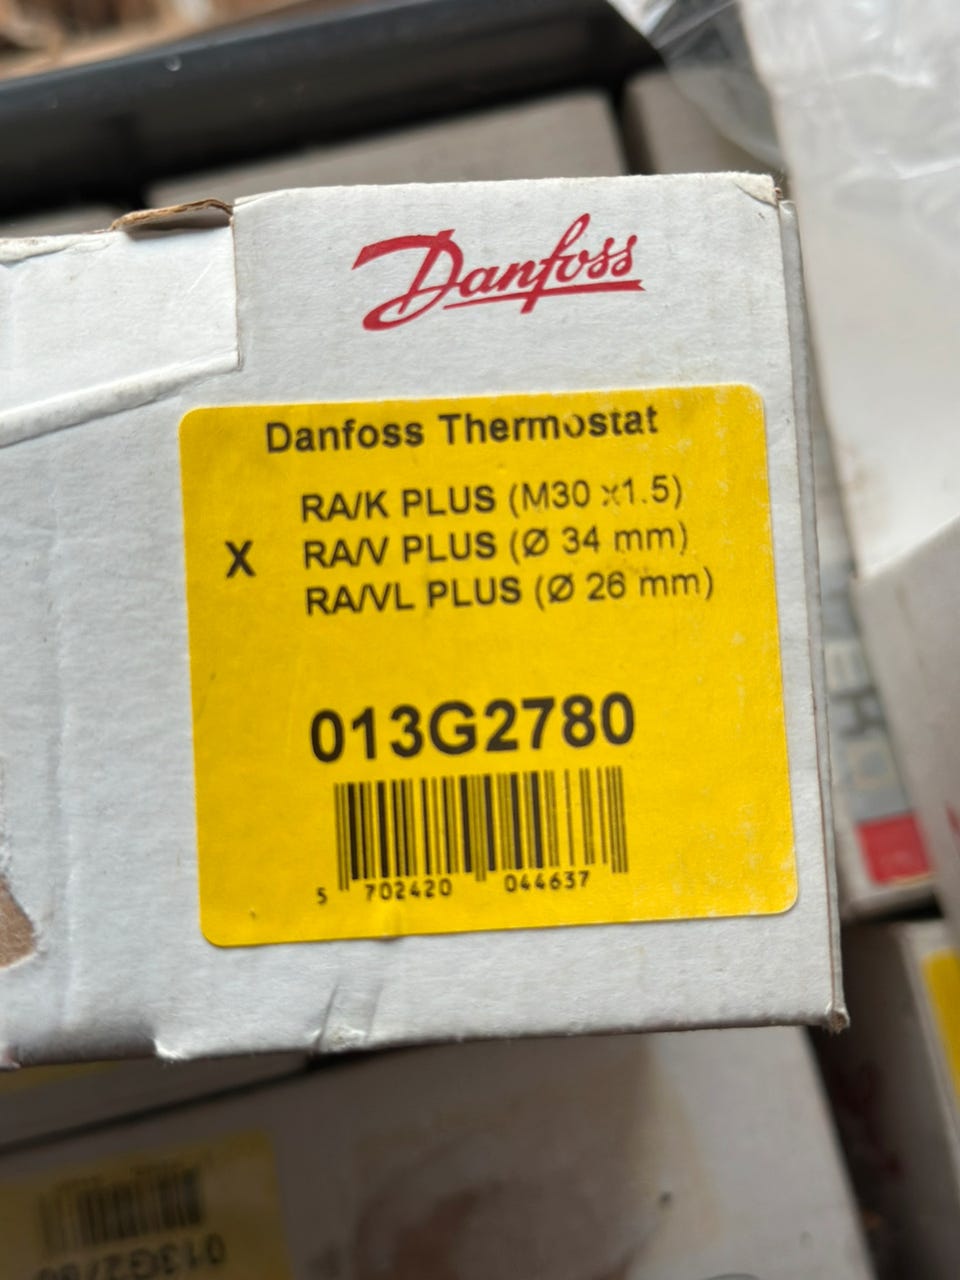 Danfoss
Danfoss Thermostat
RA/K PLUS (M30 x1.5)
X RA/V PLUS (Ø 34 mm)
RA/VL PLUS (Ø 26 mm)
013G2780
5 702420 044637
013G2780